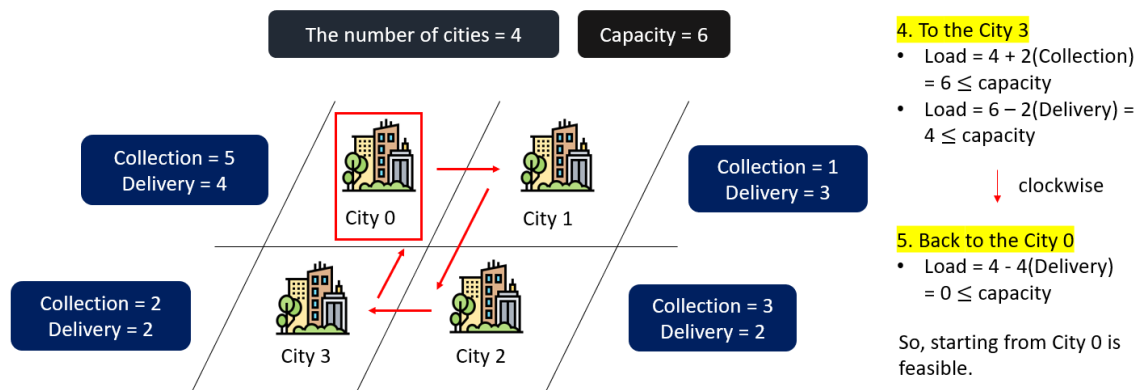 The number of cities = 4
Capacity = 6
Collection = 5
Delivery = 4
City 0
City 1
Collection = 1
Delivery = 3
Collection = 2
Delivery = 2
City 3
City 2
Collection = 3
Delivery = 2
4. To the City 3
• Load = 4 + 2(Collection)
= 6 ≤ capacity
• Load = 6 – 2(Delivery) =
4 ≤ capacity
clockwise
5. Back to the City 0
• Load = 4 - 4(Delivery)
= 0 ≤ capacity
So, starting from City 0 is
feasible.